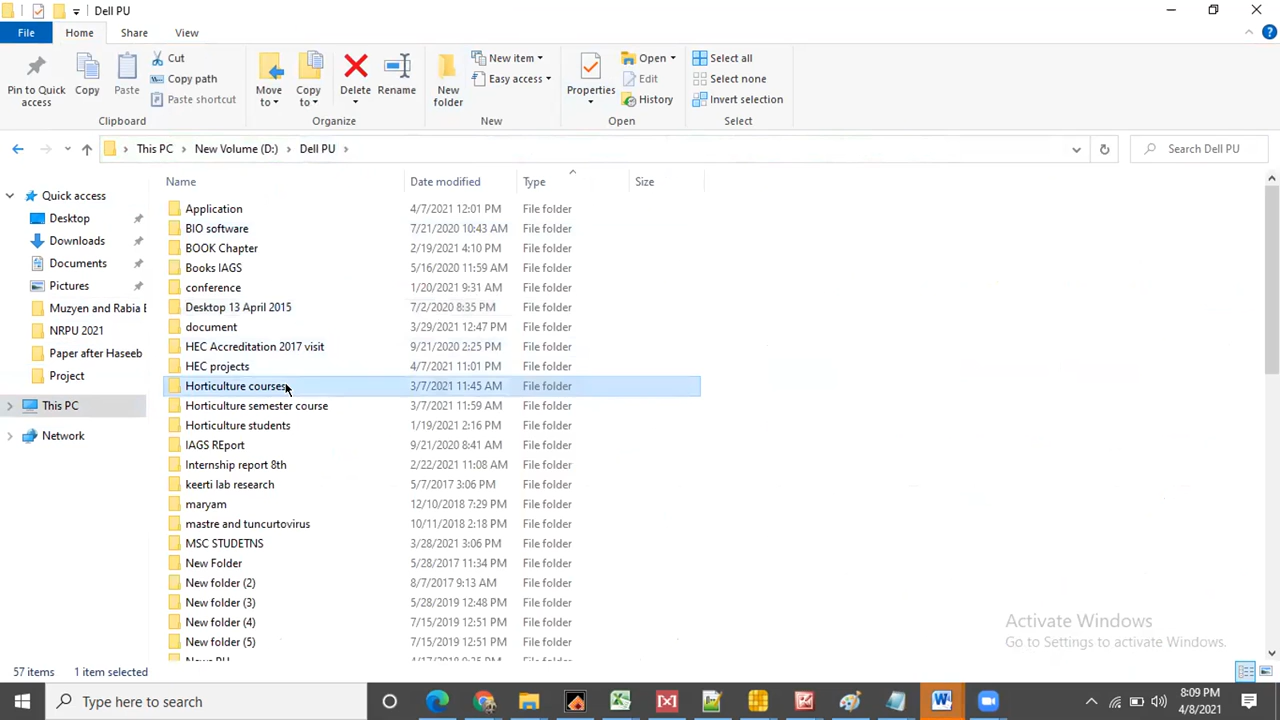 Dell PU
File Home Share View
Pin to Quick access
Copy
Paste
Cut
Copy path
Paste shortcut
Clipboard
Move to
Copy to
Delete
Rename
Organize
New folder
New item
Easy access
New
Properties
Open
Edit
History
Open
Select all
Select none
Invert selection
Select
This PC New Volume (D:) Dell PU
Search Dell PU
Quick access
Desktop
Downloads
Documents
Pictures
Muzyen and Rabia E
NRPU 2021
Paper after Haseeb
Project
This PC
Network
Name Date modified Type Size
Application 4/7/2021 12:01 PM File folder
BIO software 7/21/2020 10:43 AM File folder
BOOK Chapter 2/19/2021 4:10 PM File folder
Books IAGS 5/16/2020 11:59 AM File folder
conference 1/20/2021 9:31 AM File folder
Desktop 13 April 2015 7/2/2020 8:35 PM File folder
document 3/29/2021 12:47 PM File folder
HEC Accreditation 2017 visit 9/21/2020 2:25 PM File folder
HEC projects 4/7/2021 11:01 PM File folder
Horticulture courses 3/7/2021 11:45 AM File folder
Horticulture semester course 3/7/2021 11:59 AM File folder
Horticulture students 1/19/2021 2:16 PM File folder
IAGS REport 9/21/2020 8:41 AM File folder
Internship report 8th 2/22/2021 11:08 AM File folder
keerti lab research 5/7/2017 3:06 PM File folder
maryam 12/10/2018 7:29 PM File folder
mastre and tuncurtovirus 10/11/2018 2:18 PM File folder
MSC STUDETNS 3/28/2021 3:06 PM File folder
New Folder 5/28/2017 11:34 PM File folder
New folder (2) 8/7/2017 9:13 AM File folder
New folder (3) 5/28/2019 12:48 PM File folder
New folder (4) 7/15/2019 12:51 PM File folder
New folder (5) 7/15/2019 12:51 PM File folder
Activate Windows
Go to Settings to activate Windows.
57 items 1 item selected
Type here to search
8:09 PM
4/8/2021